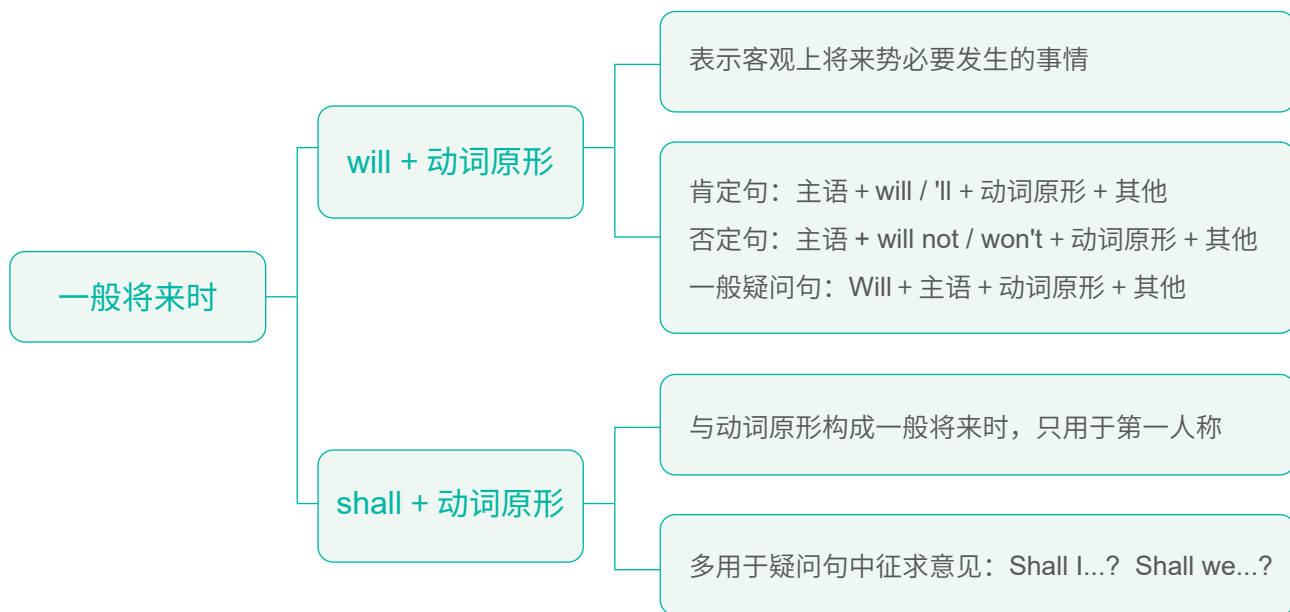 一般将来时
will + 动词原形
表示客观上将来势必要发生的事情
肯定句：主语 + will / 'll + 动词原形 + 其他
否定句：主语 + will not / won't + 动词原形 + 其他
一般疑问句：Will + 主语 + 动词原形 + 其他
shall + 动词原形
与动词原形构成一般将来时，只用于第一人称
多用于疑问句中征求意见：Shall I...? Shall we...?